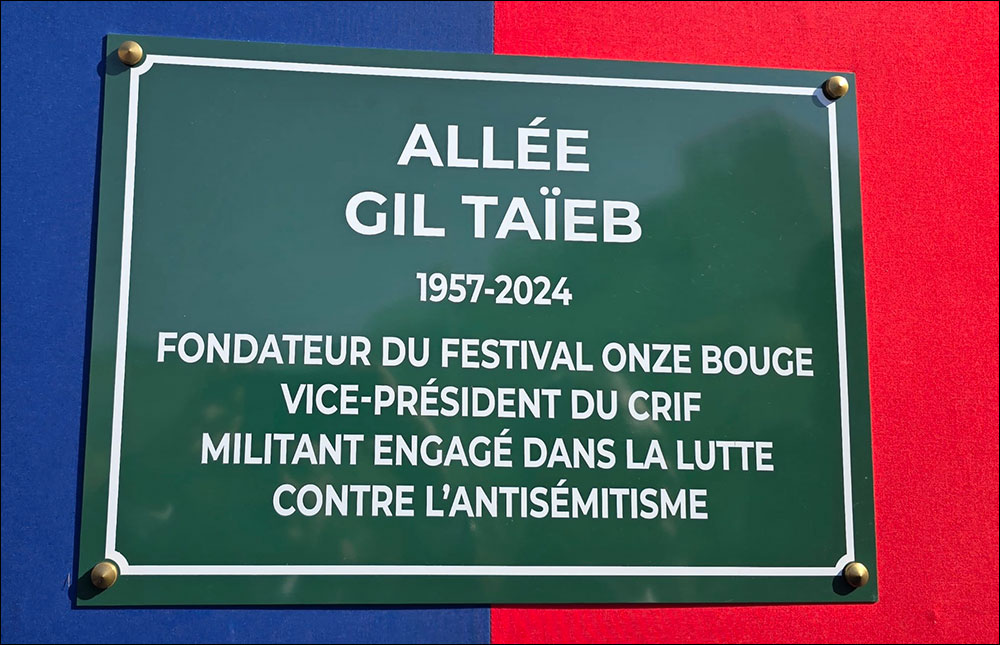 ALLÉE
GIL TAÏEB
1957-2024
FONDATEUR DU FESTIVAL ONZE BOUGE
VICE-PRÉSIDENT DU CRIF
MILITANT ENGAGÉ DANS LA LUTTE
CONTRE L'ANTISÉMITISME